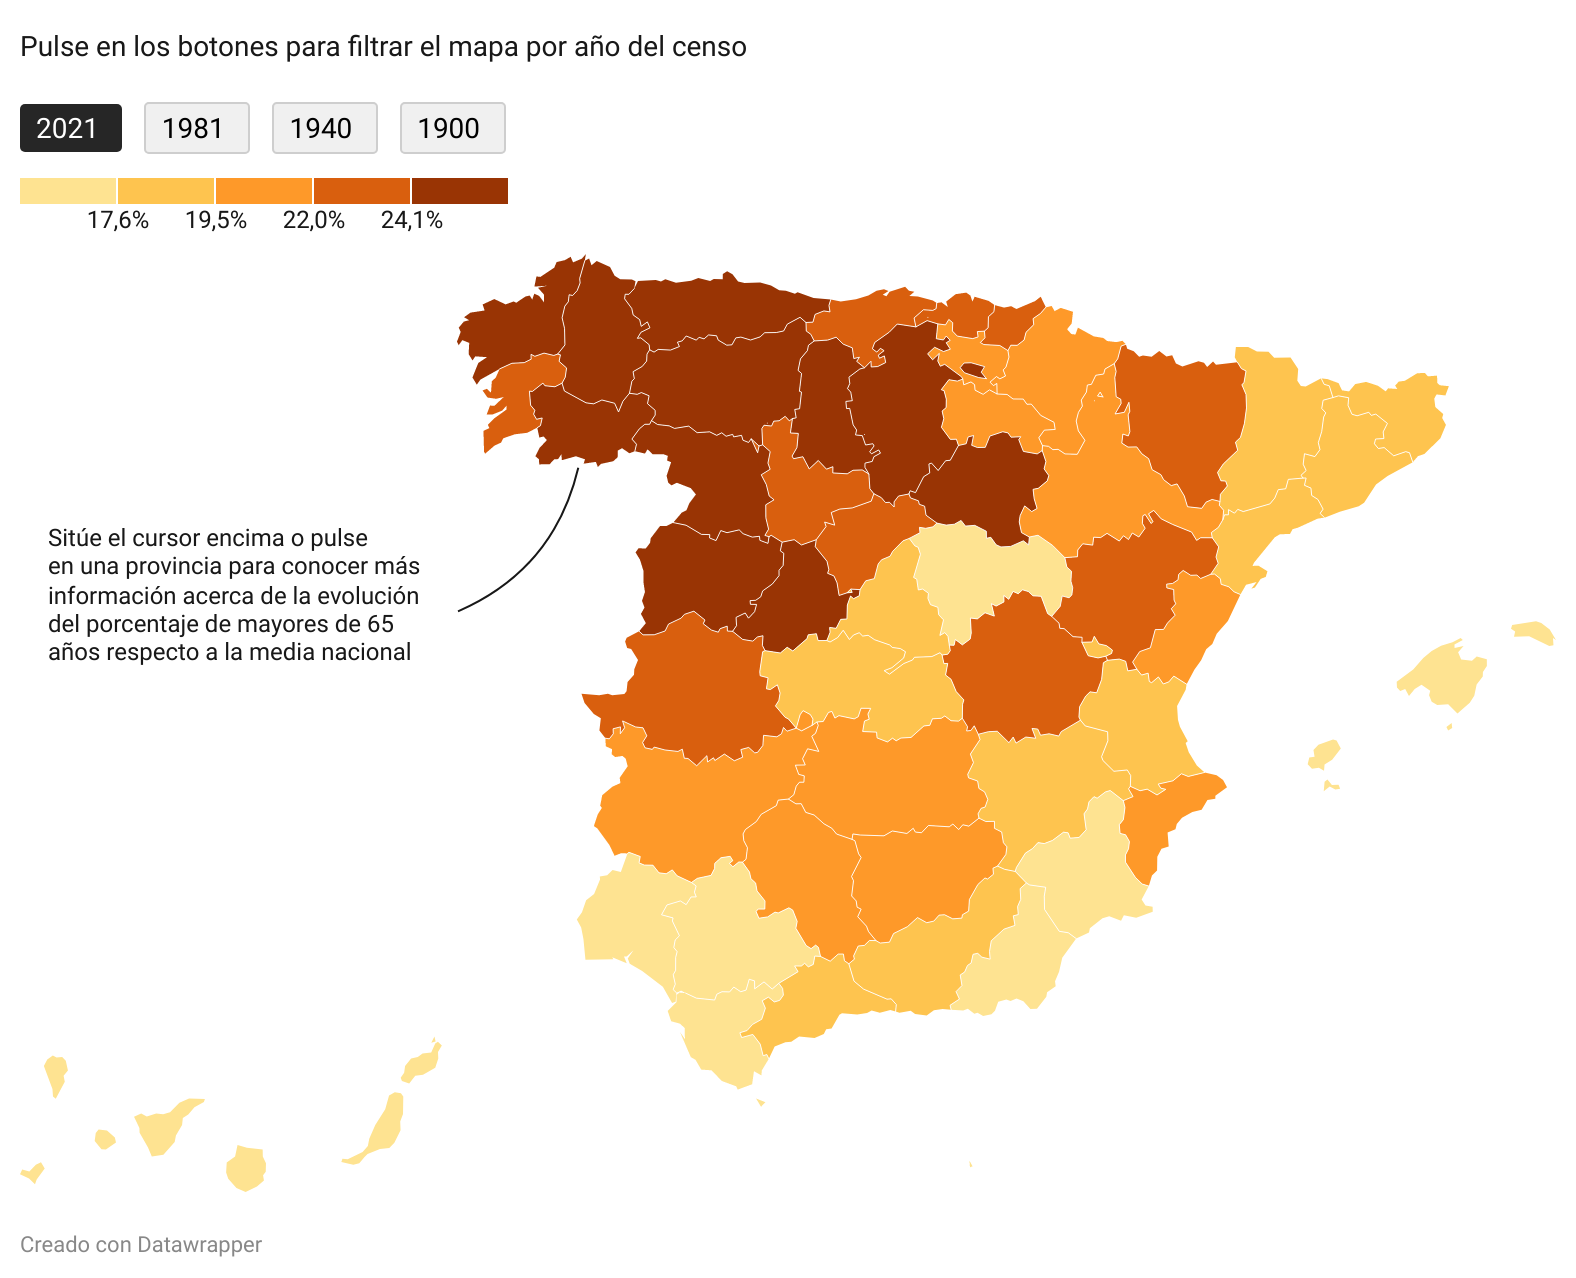 Pulse en los botones para filtrar el mapa por año del censo
2021 1981 1940 1900
17,6% 19,5% 22,0% 24,1%
Sitúe el cursor encima o pulse
en una provincia para conocer más
información acerca de la evolución
del porcentaje de mayores de 65
años respecto a la media nacional
Creado con Datawrapper